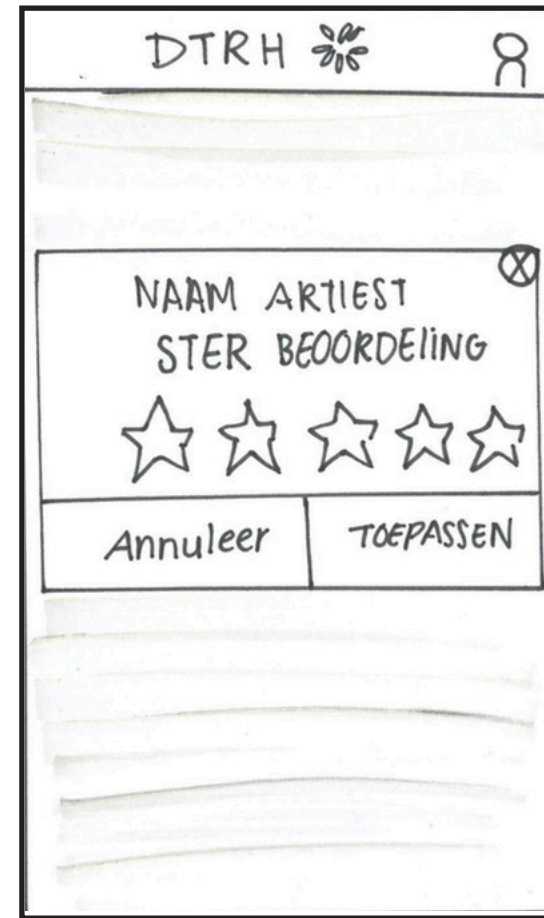 DTRH
X
NAAM ARTIEST
STER BEOORDEliNG
Annuleer TOEPASSEN